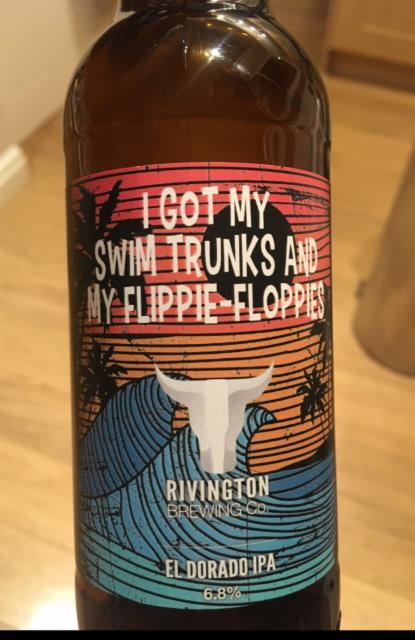 I GOT MY
SWIM TRUNKS AND
MY FLIPPIE-FLOPPIES
RIVINGTON
BREWING Co.
EL DORADO IPA
6.8%